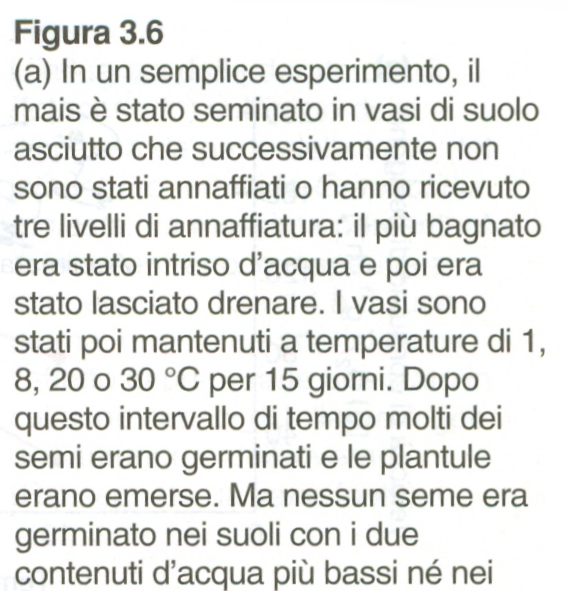 Figura 3.6
(a) In un semplice esperimento, il
mais è stato seminato in vasi di suolo
asciutto che successivamente non
sono stati annaffiati o hanno ricevuto
tre livelli di annaffiatura: il più bagnato
era stato intriso d'acqua e poi era
stato lasciato drenare. I vasi sono
stati poi mantenuti a temperature di 1,
8, 20 o 30 °C per 15 giorni. Dopo
questo intervallo di tempo molti dei
semi erano germinati e le plantule
erano emerse. Ma nessun seme era
germinato nei suoli con i due
contenuti d'acqua più bassi né nei